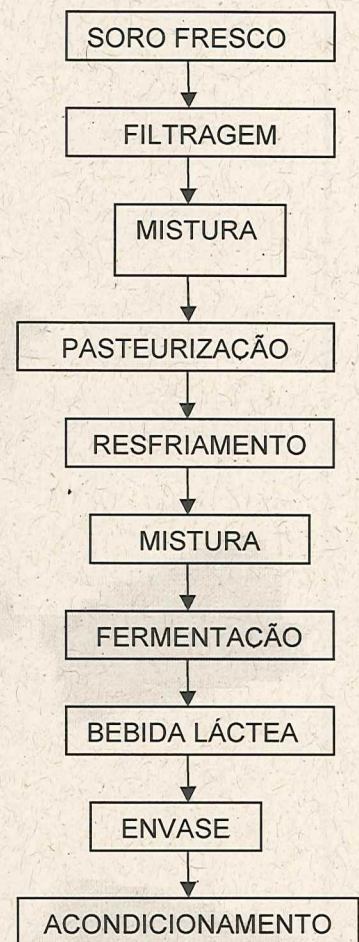 SORO FRESCO
FILTRAGEM
MISTURA
PASTEURIZAÇÃO
RESFRIAMENTO
MISTURA
FERMENTAÇÃO
BEBIDA LÁCTEA
ENVASE
ACONDICIONAMENTO